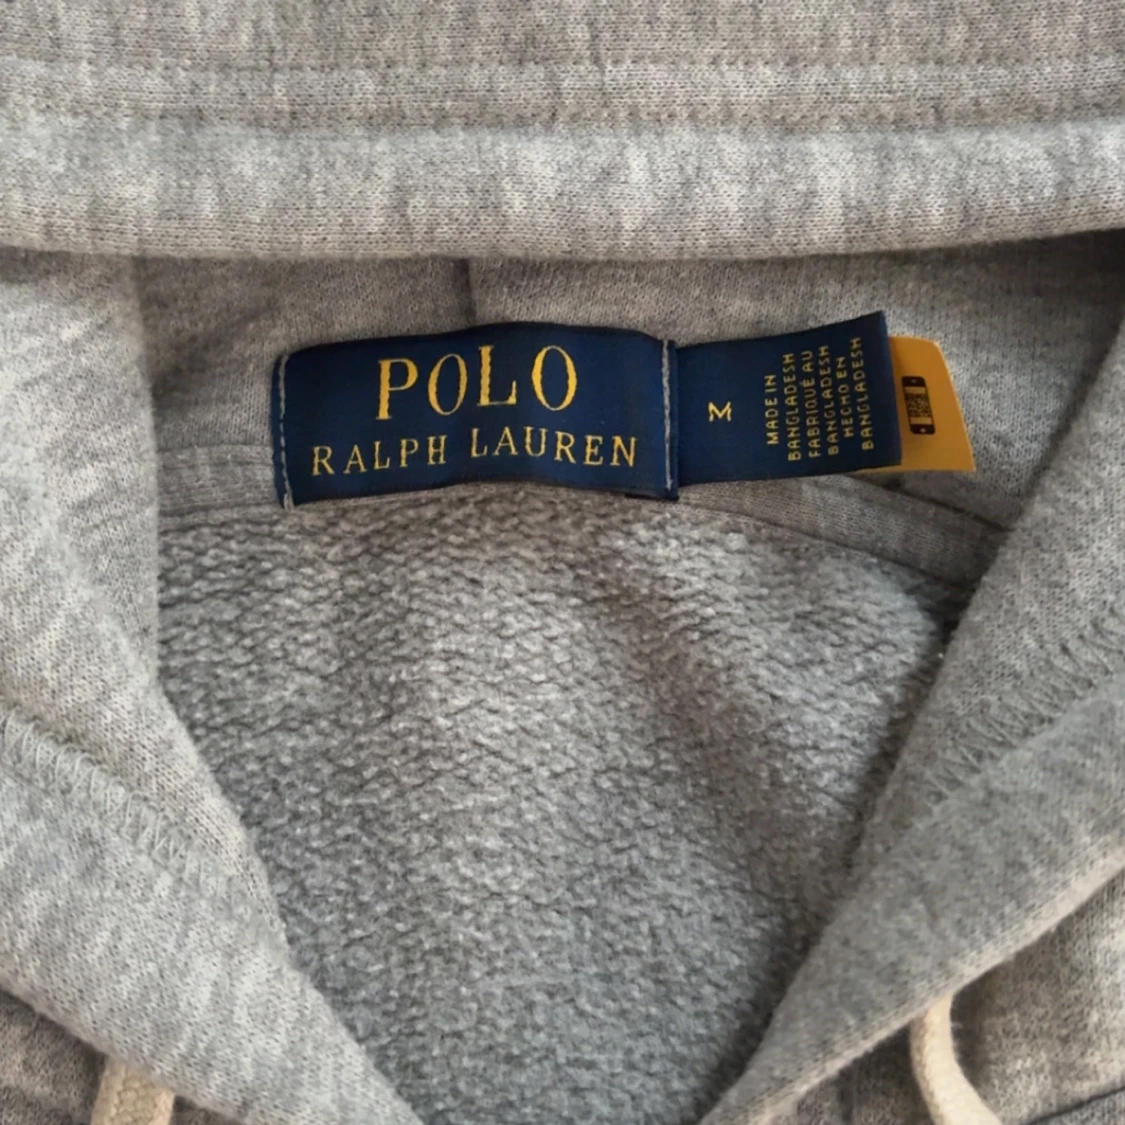 POLO
RALPH LAUREN
M
MADE IN
BANGLADESH
FABRIQUÉ AU
BANGLADESH
HECHO EN
BANGLADESH